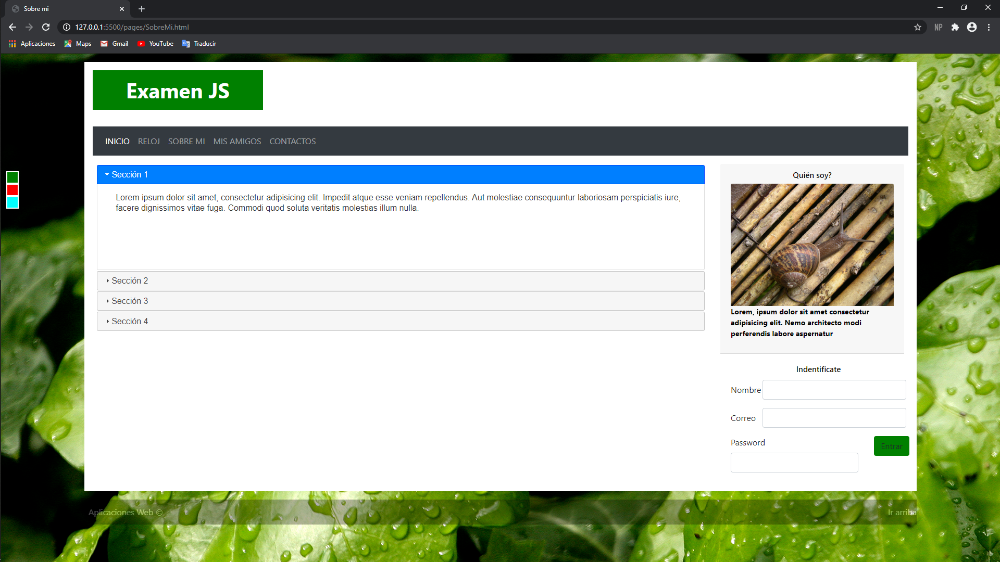 Sobre mi
127.0.0.1:5500/pages/SobreMi.html
NP
Aplicaciones Maps Gmail YouTube Traducir
Examen JS
INICIO RELOJ SOBRE MI MIS AMIGOS CONTACTOS
Sección 1
Lorem ipsum dolor sit amet, consectetur adipisicing elit. Impedit atque esse veniam repellendus. Aut molestiae consequuntur laboriosam perspiciatis iure,
facere dignissimos vitae fuga. Commodi quod soluta veritatis molestias illum nulla.
Sección 2
Sección 3
Sección 4
Quién soy?
Lorem, ipsum dolor sit amet consectetur
adipisicing elit. Nemo architecto modi
perferendis labore aspernatur
Indentificate
Nombre
Correo
Password
Entrar
Aplicaciones Web ©
Ir arriba